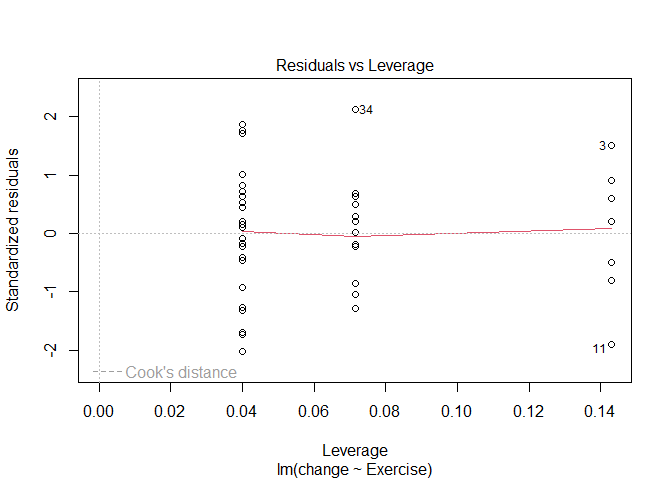 Residuals vs Leverage
Standardized residuals
2
1
0
-1
-2
34
3
11
Cook's distance
0.00 0.02 0.04 0.06 0.08 0.10 0.12 0.14
Leverage
lm(change ~ Exercise)